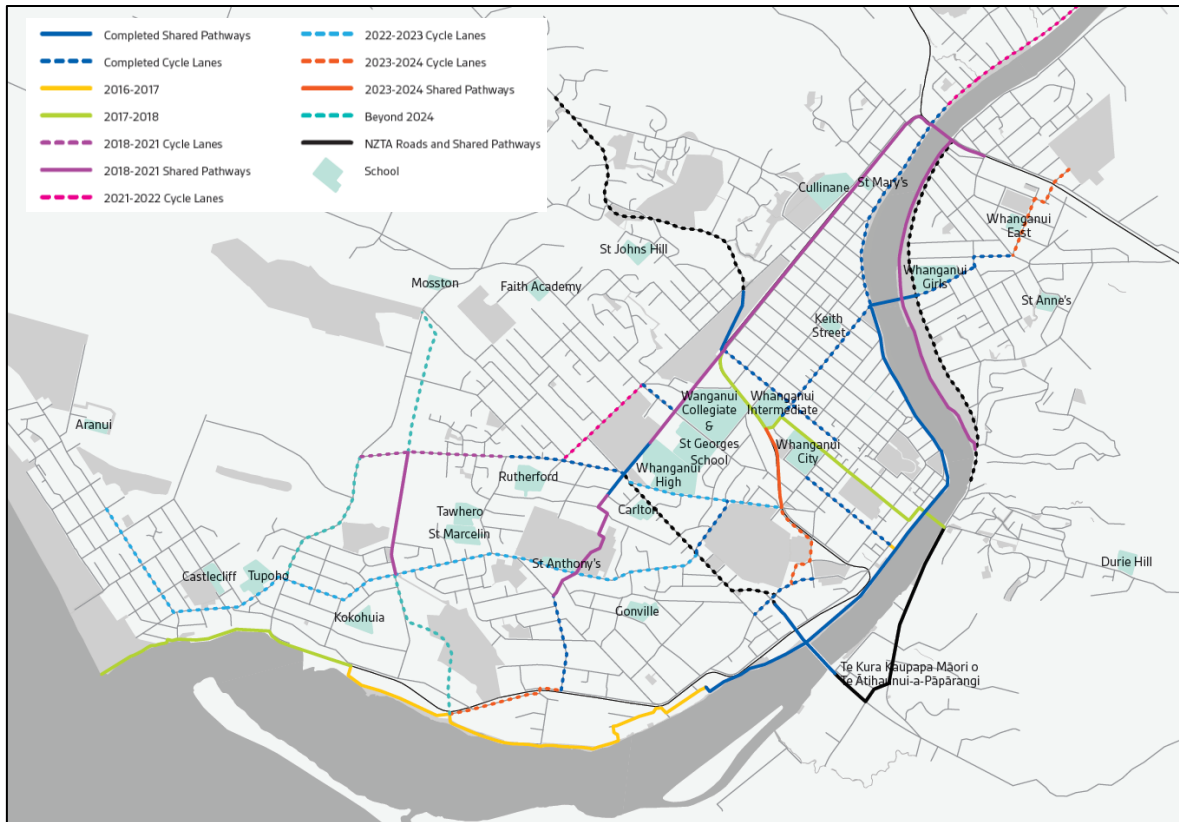 Completed Shared Pathways
Completed Cycle Lanes
2016-2017
2017-2018
2018-2021 Cycle Lanes
2018-2021 Shared Pathways
2021-2022 Cycle Lanes
2022-2023 Cycle Lanes
2023-2024 Cycle Lanes
2023-2024 Shared Pathways
Beyond 2024
NZTA Roads and Shared Pathways
School
Cullinane
St Mary's
Whanganui
East
St Johns Hill
Whanganui
Girls
Mosston
Faith Academy
St Anne's
Keith
Street
Wanganui
Collegiate
&
St Georges
School
Whanganui
Intermediate
Aranui
Whanganui
City
Whanganui
High
Rutherford
Carlton
Tawhero
St Marcelin
St Anthony's
Durie Hill
Castlecliff
Tupoho
Kokohuia
Gonville
Te Kura Kaupapa Māori o
Te Ātihaunui-a-Pāpārangi